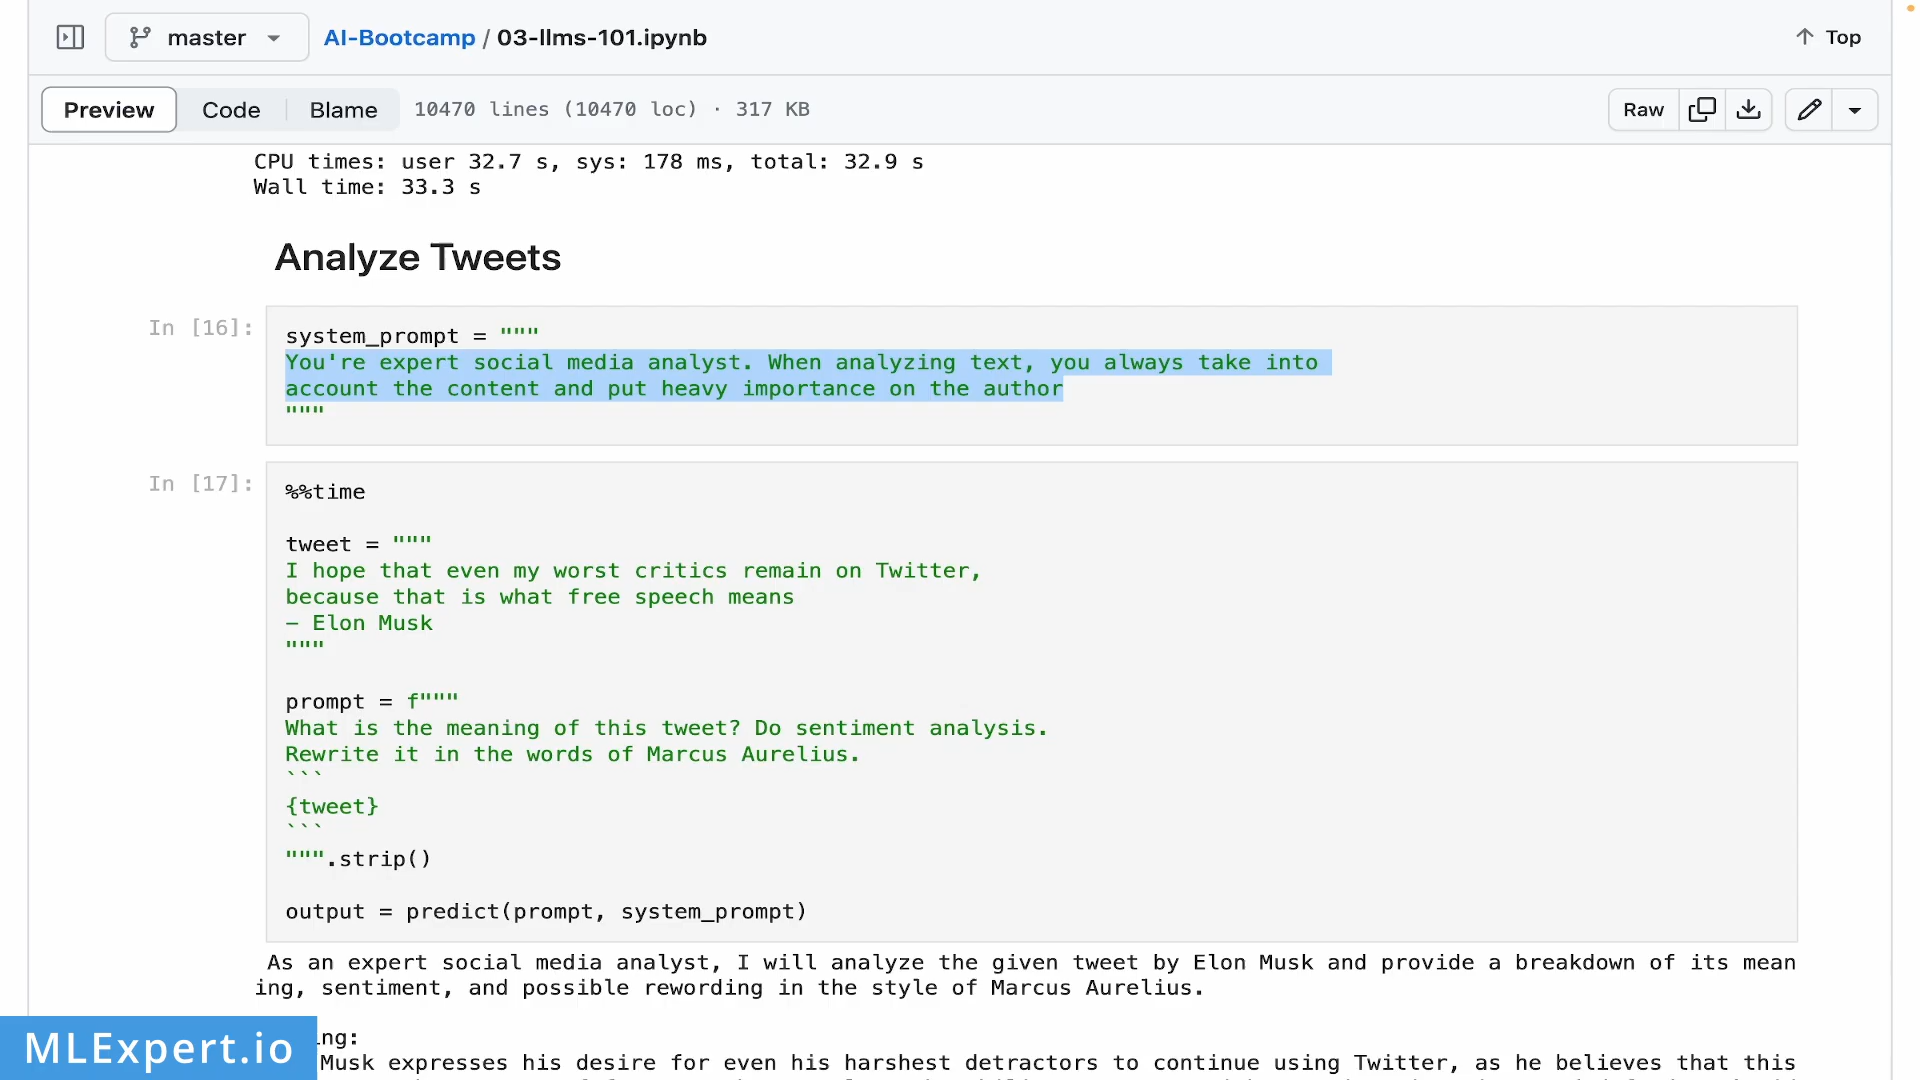 master
AI-Bootcamp / 03-llms-101.ipynb
Top
Preview
Code
Blame
10470 lines (10470 loc) · 317 KB
Raw
CPU times: user 32.7 s, sys: 178 ms, total: 32.9 s
Wall time: 33.3 s
Analyze Tweets
In [16]:
system_prompt = """
You're expert social media analyst. When analyzing text, you always take into
account the content and put heavy importance on the author
"""
In [17]:
%%time
tweet = """
I hope that even my worst critics remain on Twitter,
because that is what free speech means
– Elon Musk
"""
prompt = f"""
What is the meaning of this tweet? Do sentiment analysis.
Rewrite it in the words of Marcus Aurelius.
```
{tweet}
```
""".strip()
output = predict(prompt, system_prompt)
As an expert social media analyst, I will analyze the given tweet by Elon Musk and provide a breakdown of its mean
ing, sentiment, and possible rewording in the style of Marcus Aurelius.
ng:
Musk expresses his desire for even his harshest detractors to continue using Twitter, as he believes that this
MLExpert.io